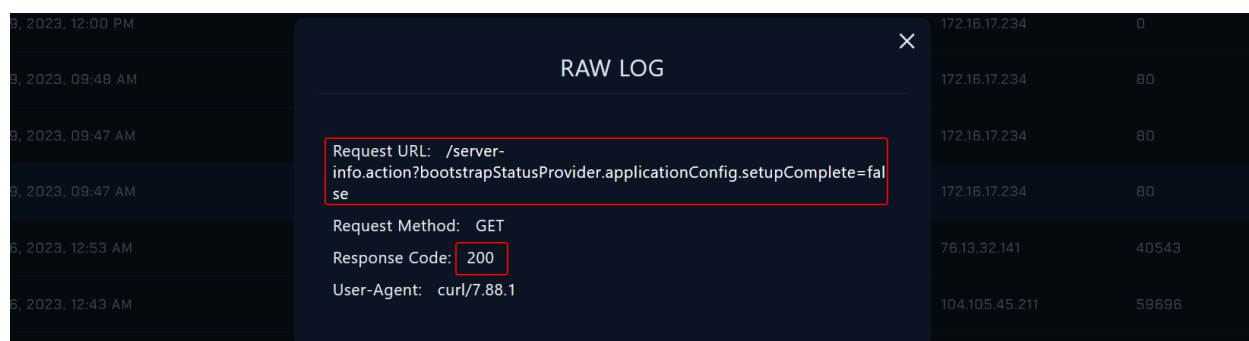 9, 2023, 12:00 PM 172.16.17.234 0
RAW LOG
9, 2023, 09:48 AM 172.16.17.234 80
9, 2023, 09:47 AM 172.16.17.234 80
Request URL: /server-
info.action?bootstrapStatusProvider.applicationConfig.setupComplete=fal
se
9, 2023, 09:47 AM 172.16.17.234 80
Request Method: GET
6, 2023, 12:53 AM 76.13.32.141 40543
Response Code: 200
User-Agent: curl/7.88.1
6, 2023, 12:43 AM 104.105.45.211 59696